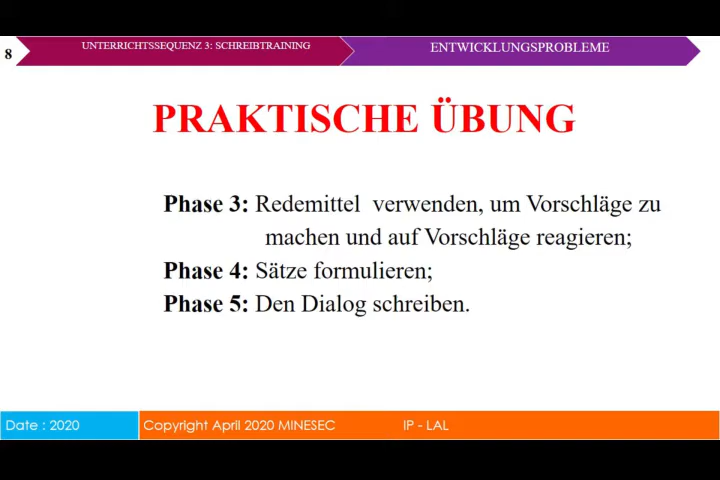 8
UNTERRICHTSSEQUENZ 3: SCHREIBTRAINING
ENTWICKLUNGSPROBLEME
PRAKTISCHE ÜBUNG
Phase 3: Redemittel verwenden, um Vorschläge zu
machen und auf Vorschläge reagieren;
Phase 4: Sätze formulieren;
Phase 5: Den Dialog schreiben.
Date : 2020
Copyright April 2020 MINESEC
IP - LAL